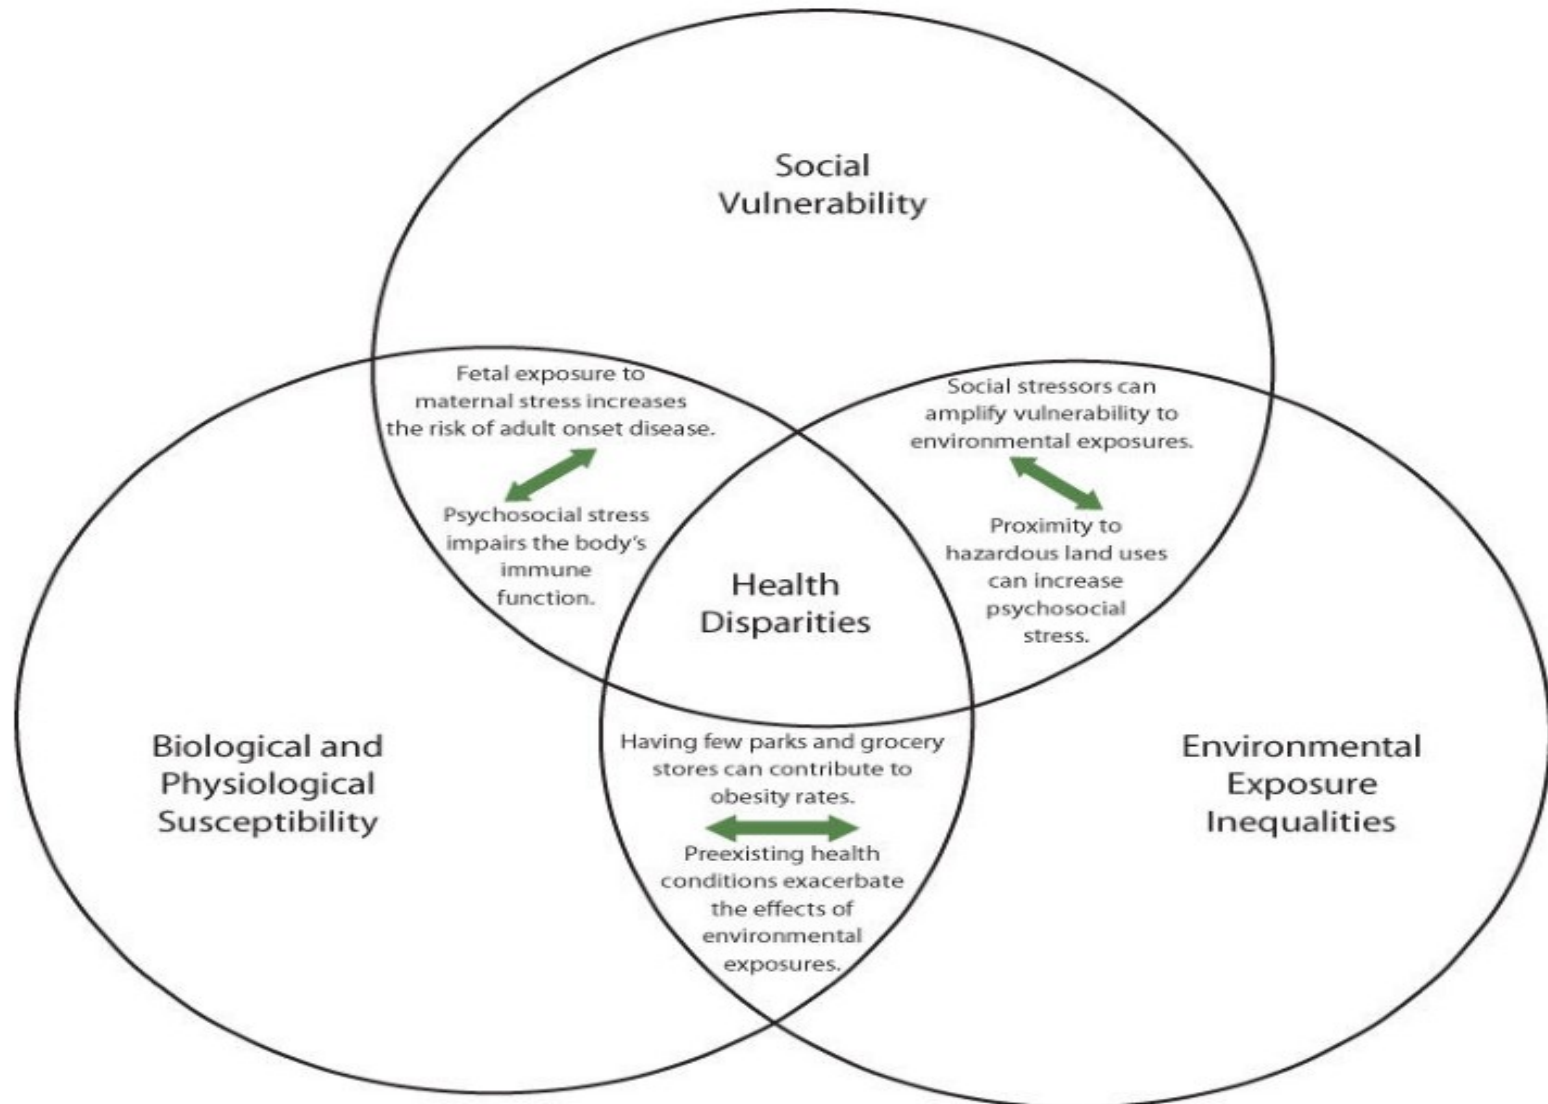 Social
Vulnerability
Fetal exposure to
maternal stress increases
the risk of adult onset disease.
Psychosocial stress
impairs the body's
immune
function.
Social stressors can
amplify vulnerability to
environmental exposures.
Proximity to
hazardous land uses
can increase
psychosocial
stress.
Health
Disparities
Biological and
Physiological
Susceptibility
Having few parks and grocery
stores can contribute to
obesity rates.
Preexisting health
conditions exacerbate
the effects of
environmental
exposures.
Environmental
Exposure
Inequalities